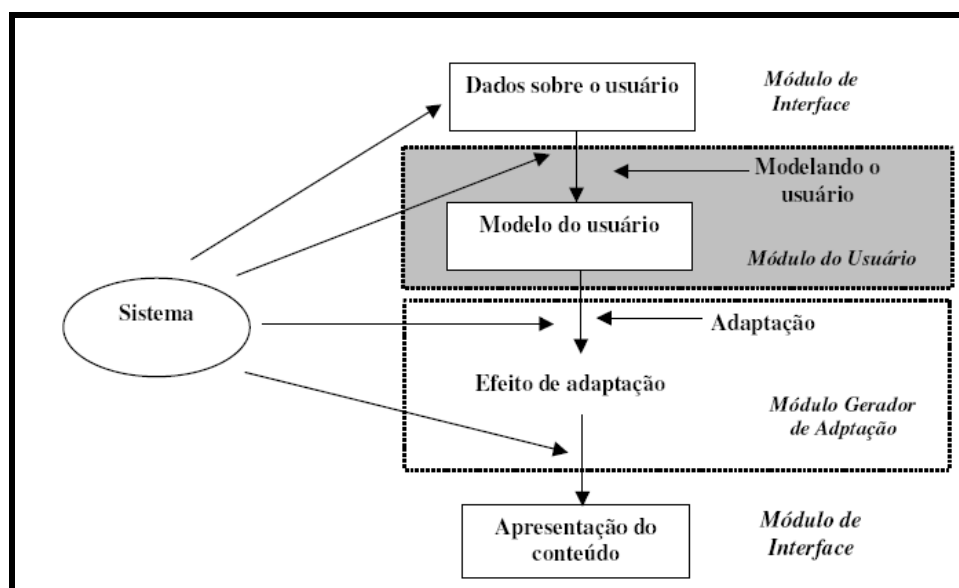 Dados sobre o usuário
Módulo de
Interface
Modelando o
usuário
Modelo do usuário
Módulo do Usuário
Sistema
Adaptação
Efeito de adaptação
Módulo Gerador
de Adptação
Apresentação do
conteúdo
Módulo de
Interface